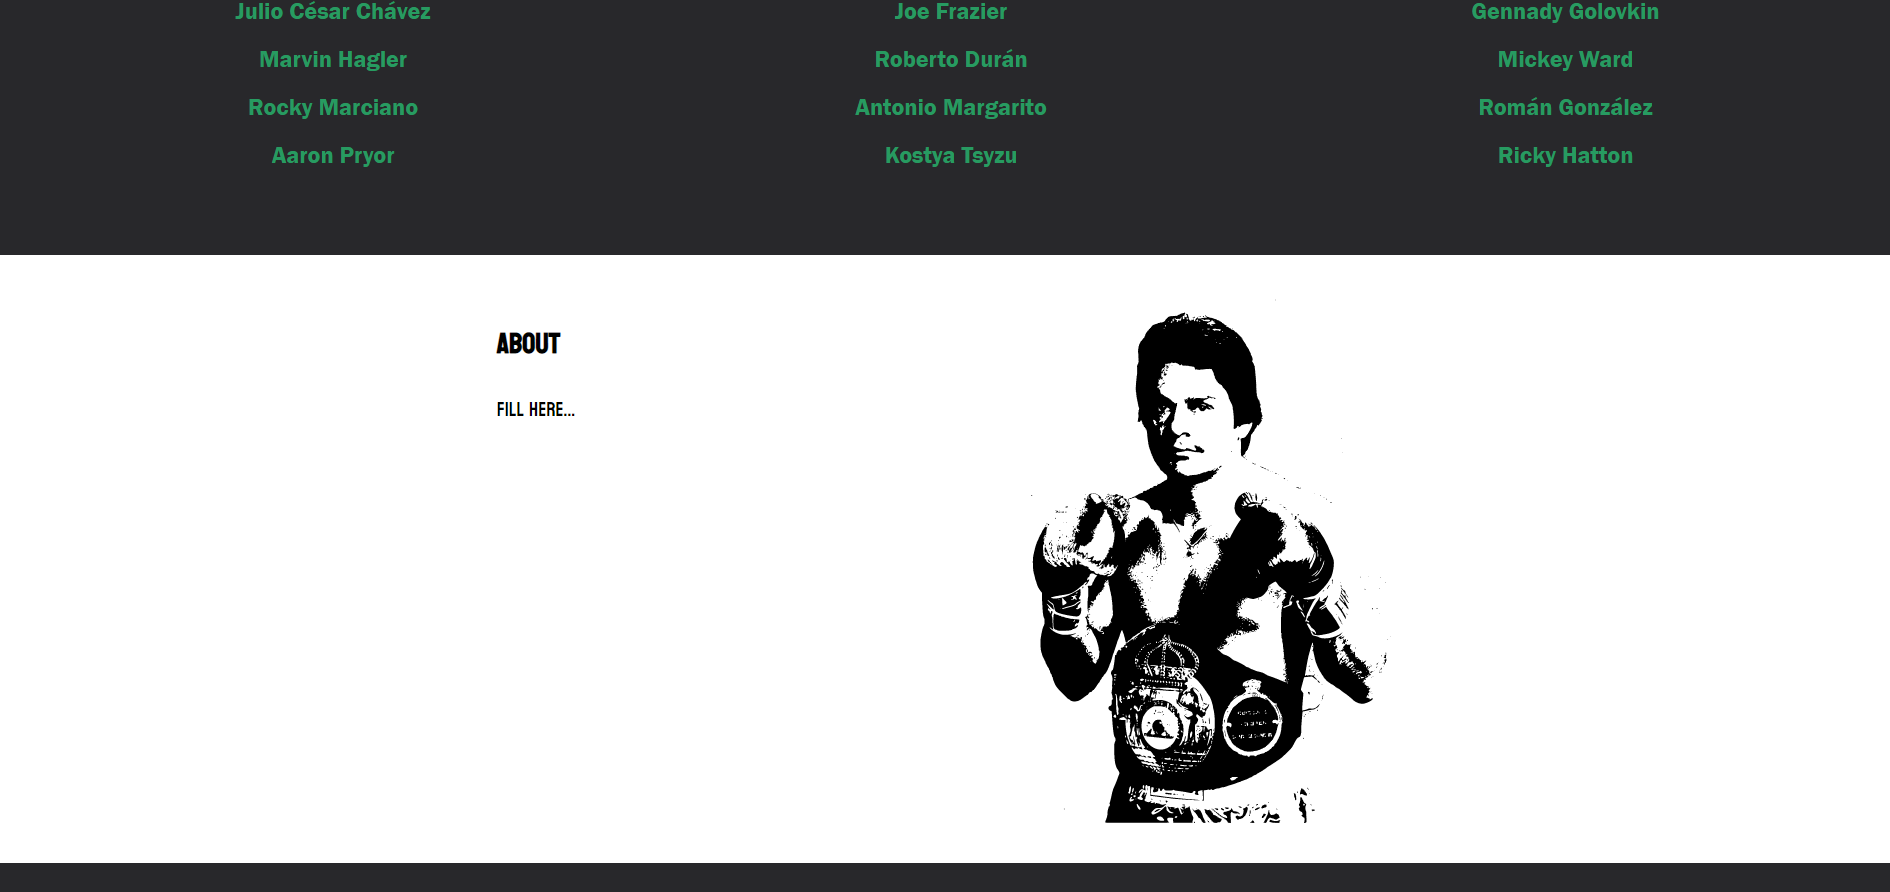 Julio César Chávez Joe Frazier Gennady Golovkin
Marvin Hagler Roberto Durán Mickey Ward
Rocky Marciano Antonio Margarito Román González
Aaron Pryor Kostya Tsyzu Ricky Hatton
ABOUT
FILL HERE...